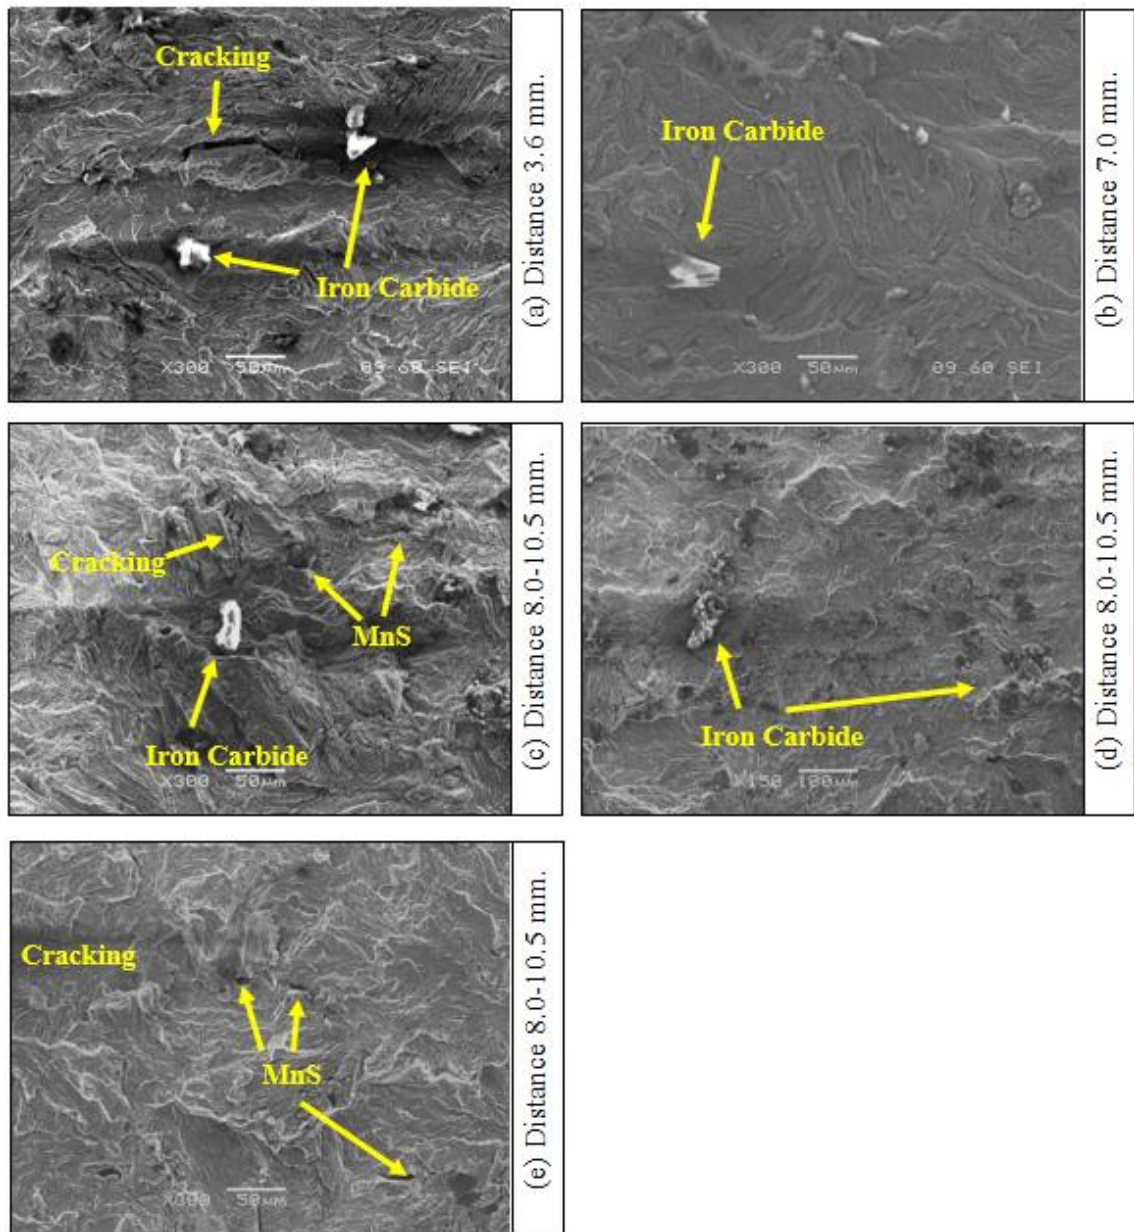 Cracking
Iron Carbide
X300 50µm 09 60 SEI
(a) Distance 3.6 mm.
Iron Carbide
X300 50µm 09 60 SEI
(b) Distance 7.0 mm.
Cracking
MnS
Iron Carbide
X300 50µm
(c) Distance 8.0-10.5 mm.
Iron Carbide
X150 100µm
(d) Distance 8.0-10.5 mm.
Cracking
MnS
X300 50µm
(e) Distance 8.0-10.5 mm.